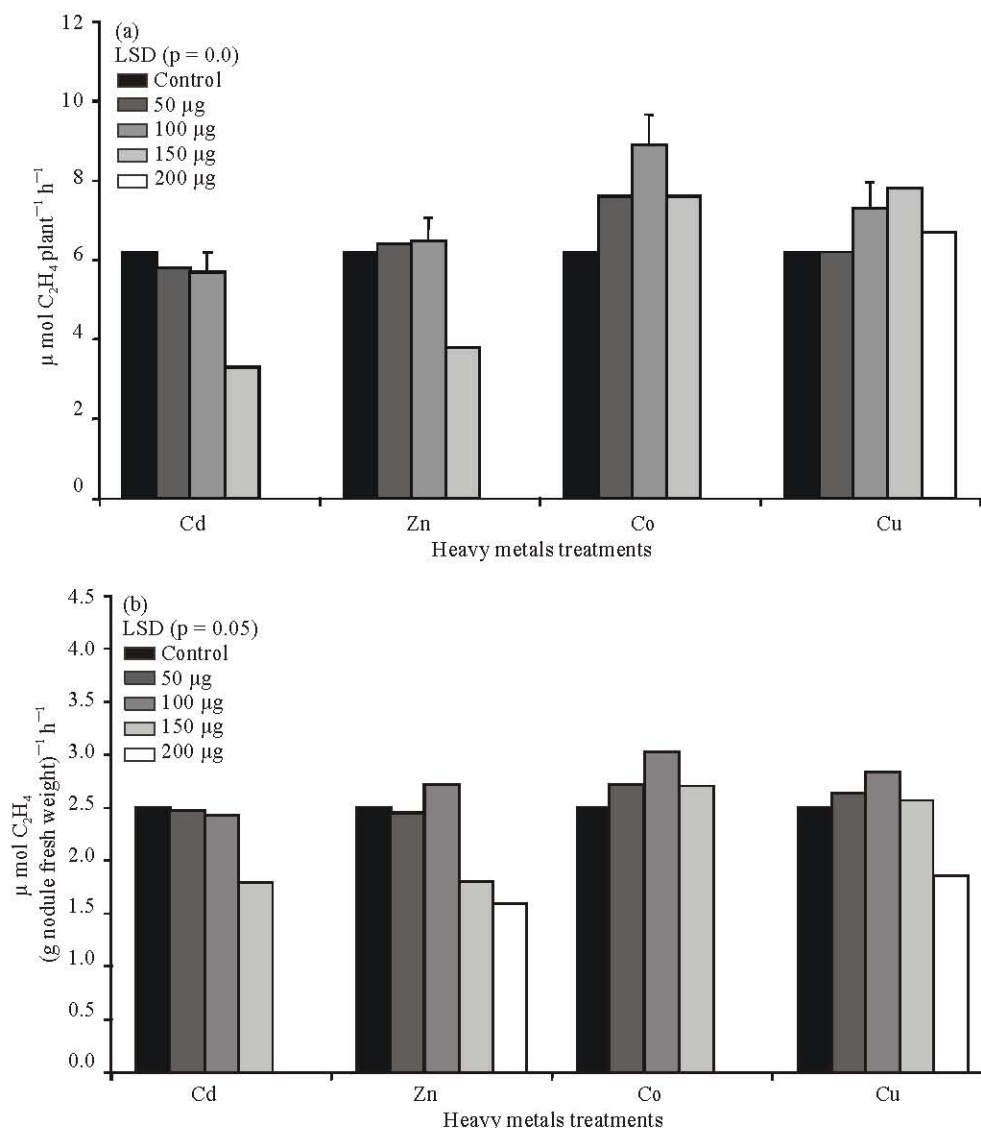 (a)
LSD (p = 0.0)
Control
50 µg
100 µg
150 µg
200 µg
12
10
8
6
4
2
0
µ mol C₂H₄ plant⁻¹ h⁻¹
Cd Zn Co Cu
Heavy metals treatments
(b)
LSD (p = 0.05)
Control
50 µg
100 µg
150 µg
200 µg
4.5
4.0
3.5
3.0
2.5
2.0
1.5
1.0
0.5
0.0
µ mol C₂H₄
(g nodule fresh weight)⁻¹ h⁻¹
Cd Zn Co Cu
Heavy metals treatments